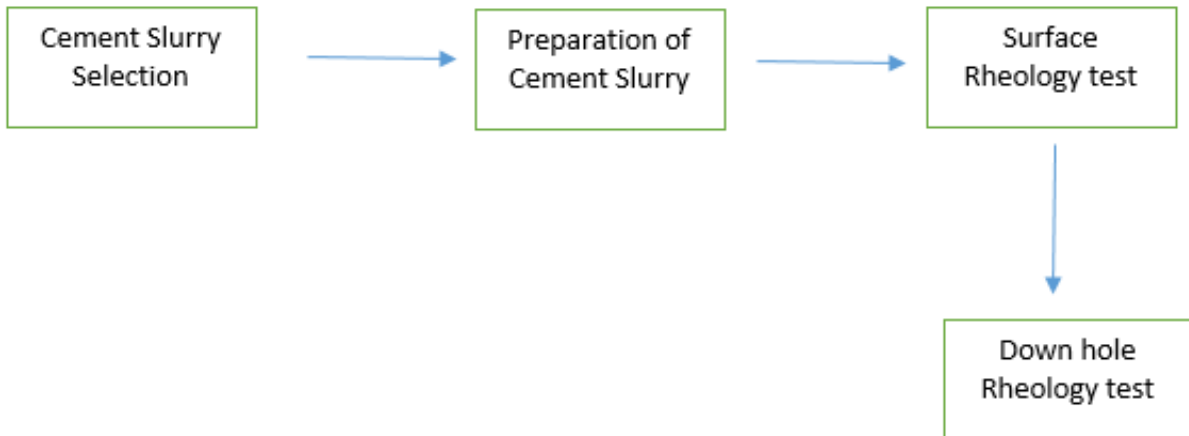 Cement Slurry
Selection
Preparation of
Cement Slurry
Surface
Rheology test
Down hole
Rheology test